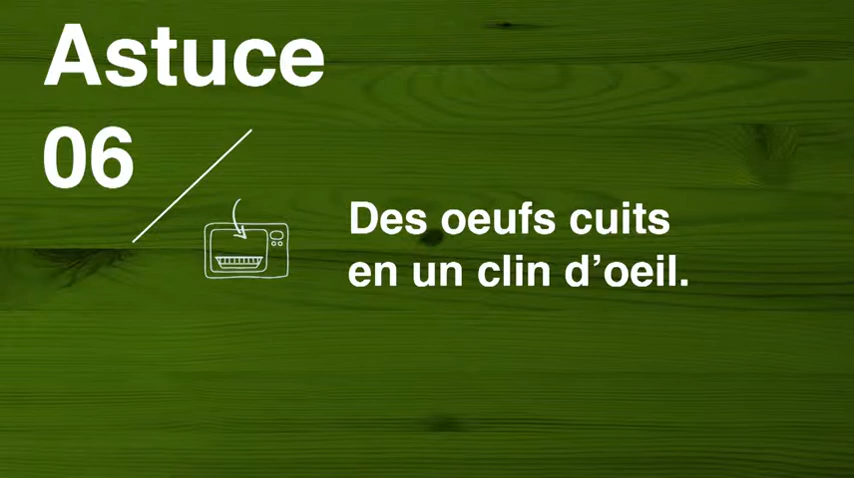 Astuce
06
Des oeufs cuits
en un clin d’oeil.